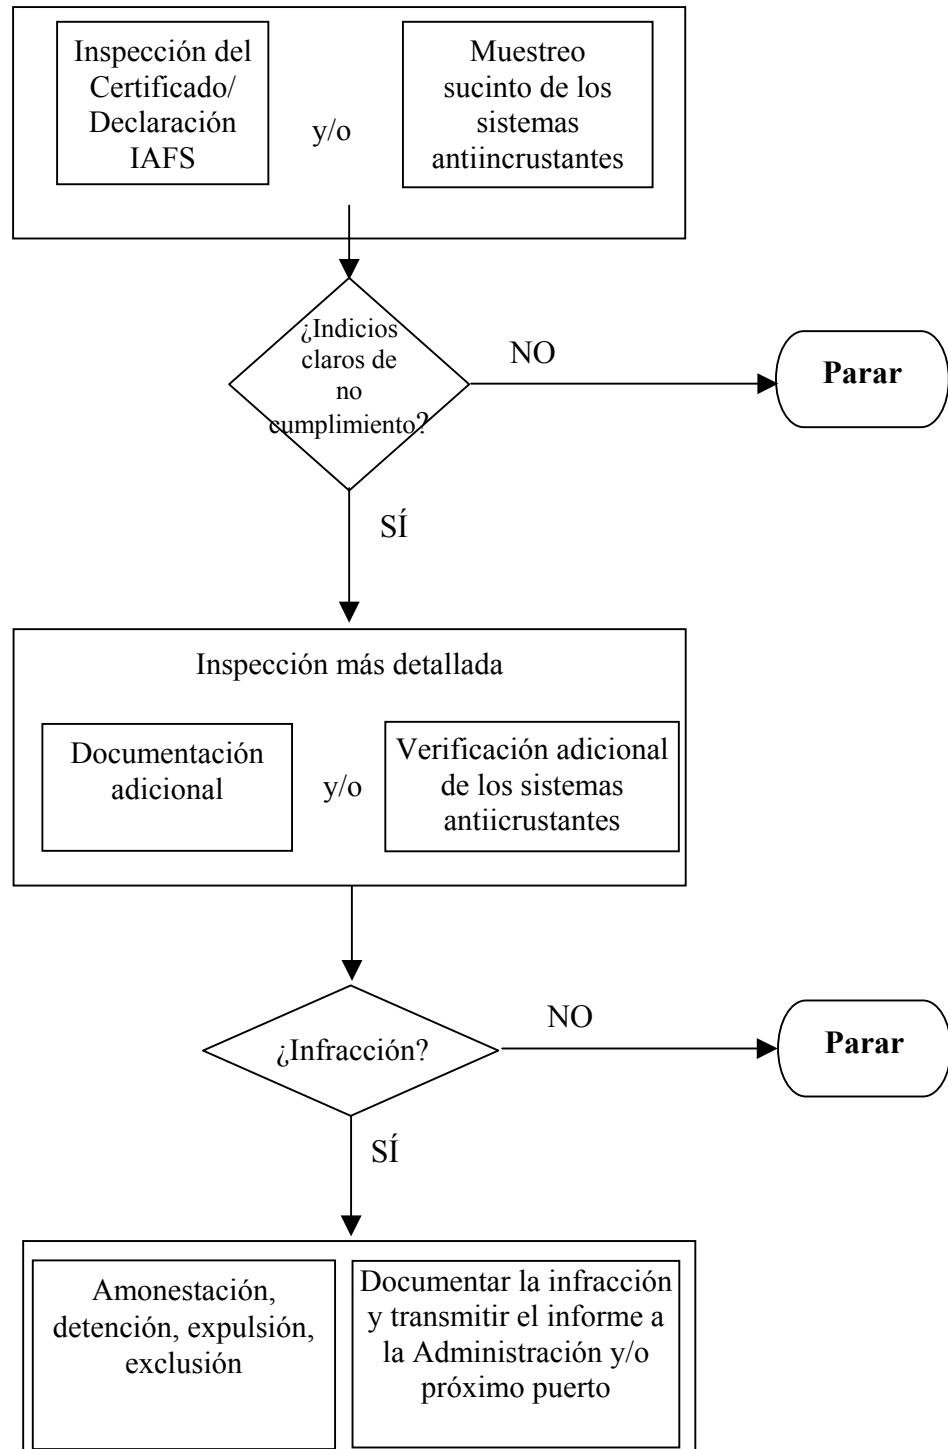 Inspección del
Certificado/
Declaración
IAFS
y/o
Muestreo
sucinto de los
sistemas
antiincrustantes
¿Indicios
claros de
no
cumplimiento?
NO
Parar
SÍ
Inspección más detallada
Documentación
adicional
y/o
Verificación adicional
de los sistemas
antiicrustantes
¿Infracción?
NO
Parar
SÍ
Amonestación,
detención, expulsión,
exclusión
Documentar la infracción
y transmitir el informe a
la Administración y/o
próximo puerto